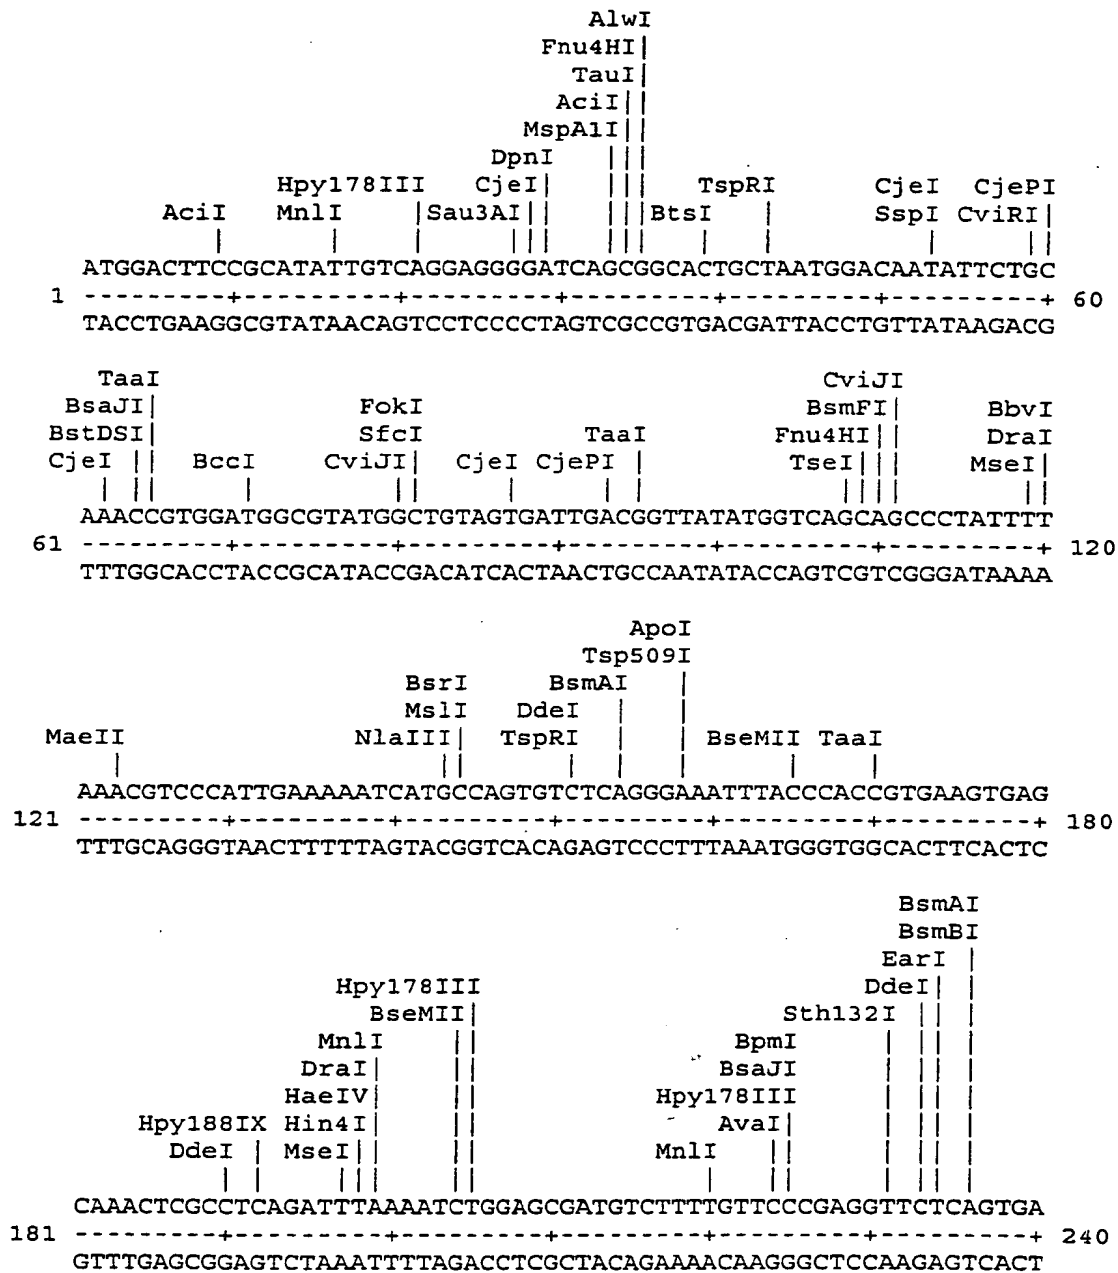 AlwI
Fnu4HI|
TauI|
AciI||
MspA1I||
DpnI
Hpy178III CjeI| TspRI CjeI CjePI
AciI MnlI Sau3AI|| BtsI SspI CviRI|
ATGGACTTCCGCATATTGTCAGGAGGGGATCAGCGGCACTGCTAATGGACAATATTCTGC
1 ---------+---------+---------+---------+---------+---------+ 60
TACCTGAAGGCGTATAACAGTCCTCCCCTAGTCGCCGTGACGATTACCTGTTATAAGACG
TaaI CviJI
BsaJI| FokI BsmFI| BbvI
BstDSI| SfcI TaaI Fnu4HI|| DraI
CjeI || BccI CviJI| CjeI CjePI | TseI||| MseI|
AAACCGTGGATGGCGTATGGCTGTAGTGATTGACGGTTATATGGTCAGCAGCCCTATTTT
61 ---------+---------+---------+---------+---------+---------+ 120
TTTGGCACCTACCGCATACCGACATCACTAACTGCCAATATACCAGTCGTCGGGATAAAA
ApoI
Tsp509I
BsrI BsmAI
MslI DdeI
MaeII NlaIII| TspRI BseMII TaaI
AAACGTCCCATTGAAAAATCATGCCAGTGTCTCAGGGAAATTTACCCACCGTGAAGTGAG
121 ---------+---------+---------+---------+---------+---------+ 180
TTTGCAGGGTAACTTTTTAGTACGGTCACAGAGTCCCTTTAAATGGGTGGCACTTCACTC
BsmAI
BsmBI
EarI
Hpy178III DdeI|
BseMII| Sth132I
MnlI BpmI
DraI| BsaJI
HaeIV| Hpy178III
Hpy188IX Hin4I| AvaI|
DdeI | MseI|| MnlI
CAAACTCGCCTCAGATTTAAAATCTGGAGCGATGTCTTTTGTTCCCGAGGTTCTCAGTGA
181 ---------+---------+---------+---------+---------+---------+ 240
GTTTGAGCGGAGTCTAAATTTTAGACCTCGCTACAGAAAACAAGGGCTCCAAGAGTCACT